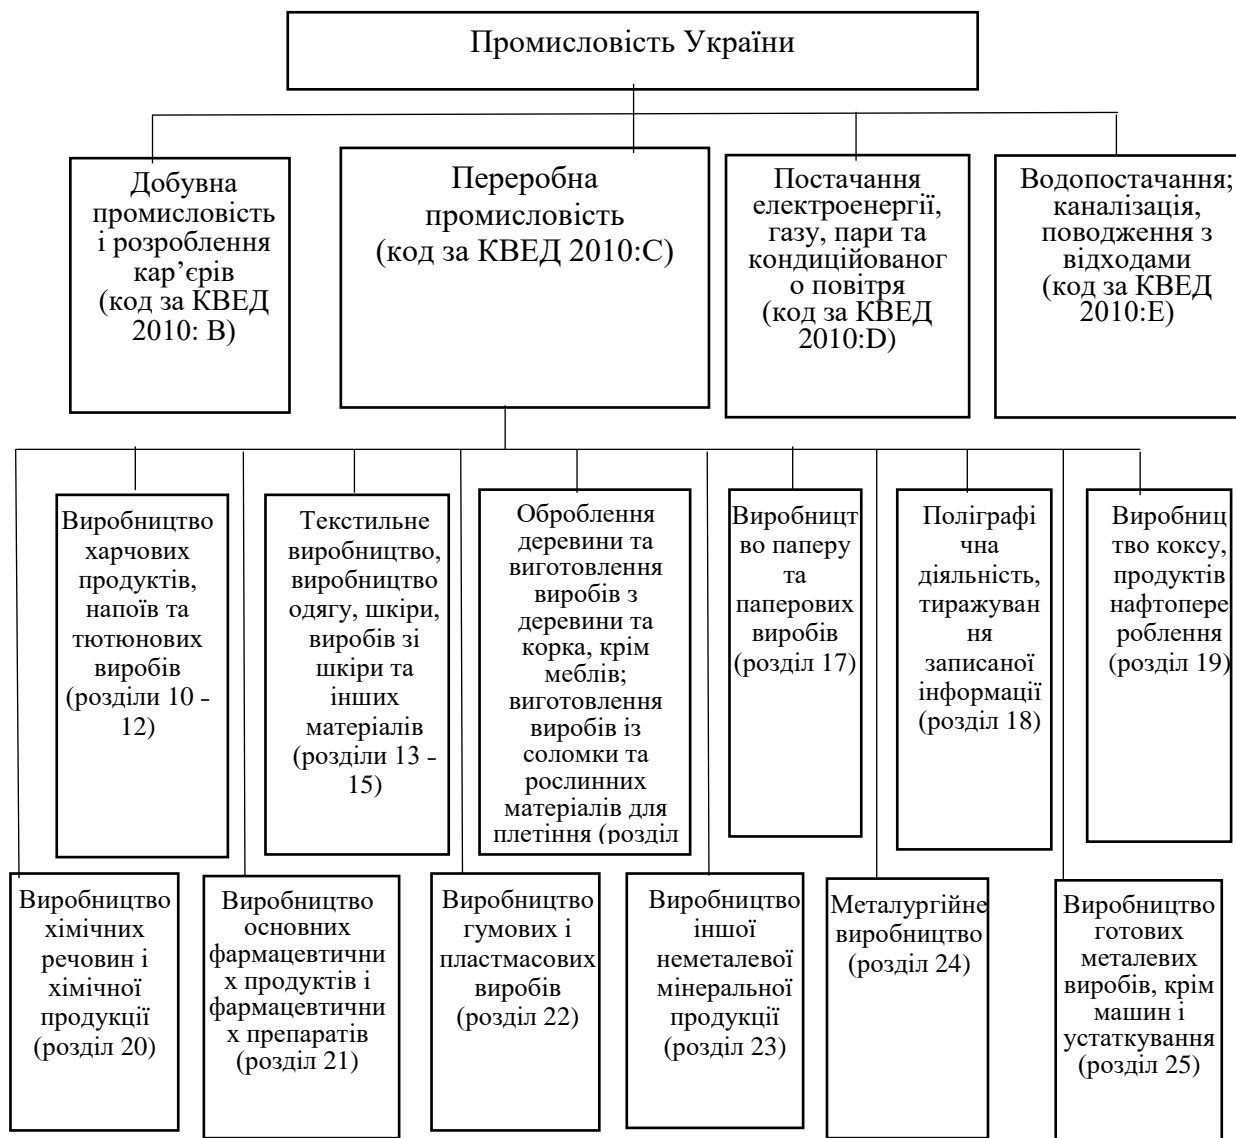 Промисловість України
Добувна
промисловість
і розроблення
кар’єрів
(код за КВЕД
2010: В)
Переробна
промисловість
(код за КВЕД 2010:С)
Постачання
електроенергії,
газу, пари та
кондиційованог
о повітря
(код за КВЕД
2010:D)
Водопостачання;
каналізація,
поводження з
відходами
(код за КВЕД
2010:Е)
Виробництво
харчових
продуктів,
напоїв та
тютюнових
виробів
(розділи 10 -
12)
Текстильне
виробництво,
виробництво
одягу, шкіри,
виробів зі
шкіри та
інших
матеріалів
(розділи 13 -
15)
Оброблення
деревини та
виготовлення
виробів з
деревини та
корка, крім
меблів;
виготовлення
виробів із
соломки та
рослинних
матеріалів для
плетіння (розділ
Виробницт
во паперу
та
паперових
виробів
(розділ 17)
Поліграфі
чна
діяльність,
тиражуван
ня
записаної
інформації
(розділ 18)
Виробниц
тво коксу,
продуктів
нафтопере
роблення
(розділ 19)
Виробництво
хімічних
речовин і
хімічної
продукції
(розділ 20)
Виробництво
основних
фармацевтични
х продуктів і
фармацевтични
х препаратів
(розділ 21)
Виробництво
гумових і
пластмасових
виробів
(розділ 22)
Виробництво
іншої
неметалевої
мінеральної
продукції
(розділ 23)
Металургійне
виробництво
(розділ 24)
Виробництво
готових
металевих
виробів, крім
машин і
устаткування
(розділ 25)